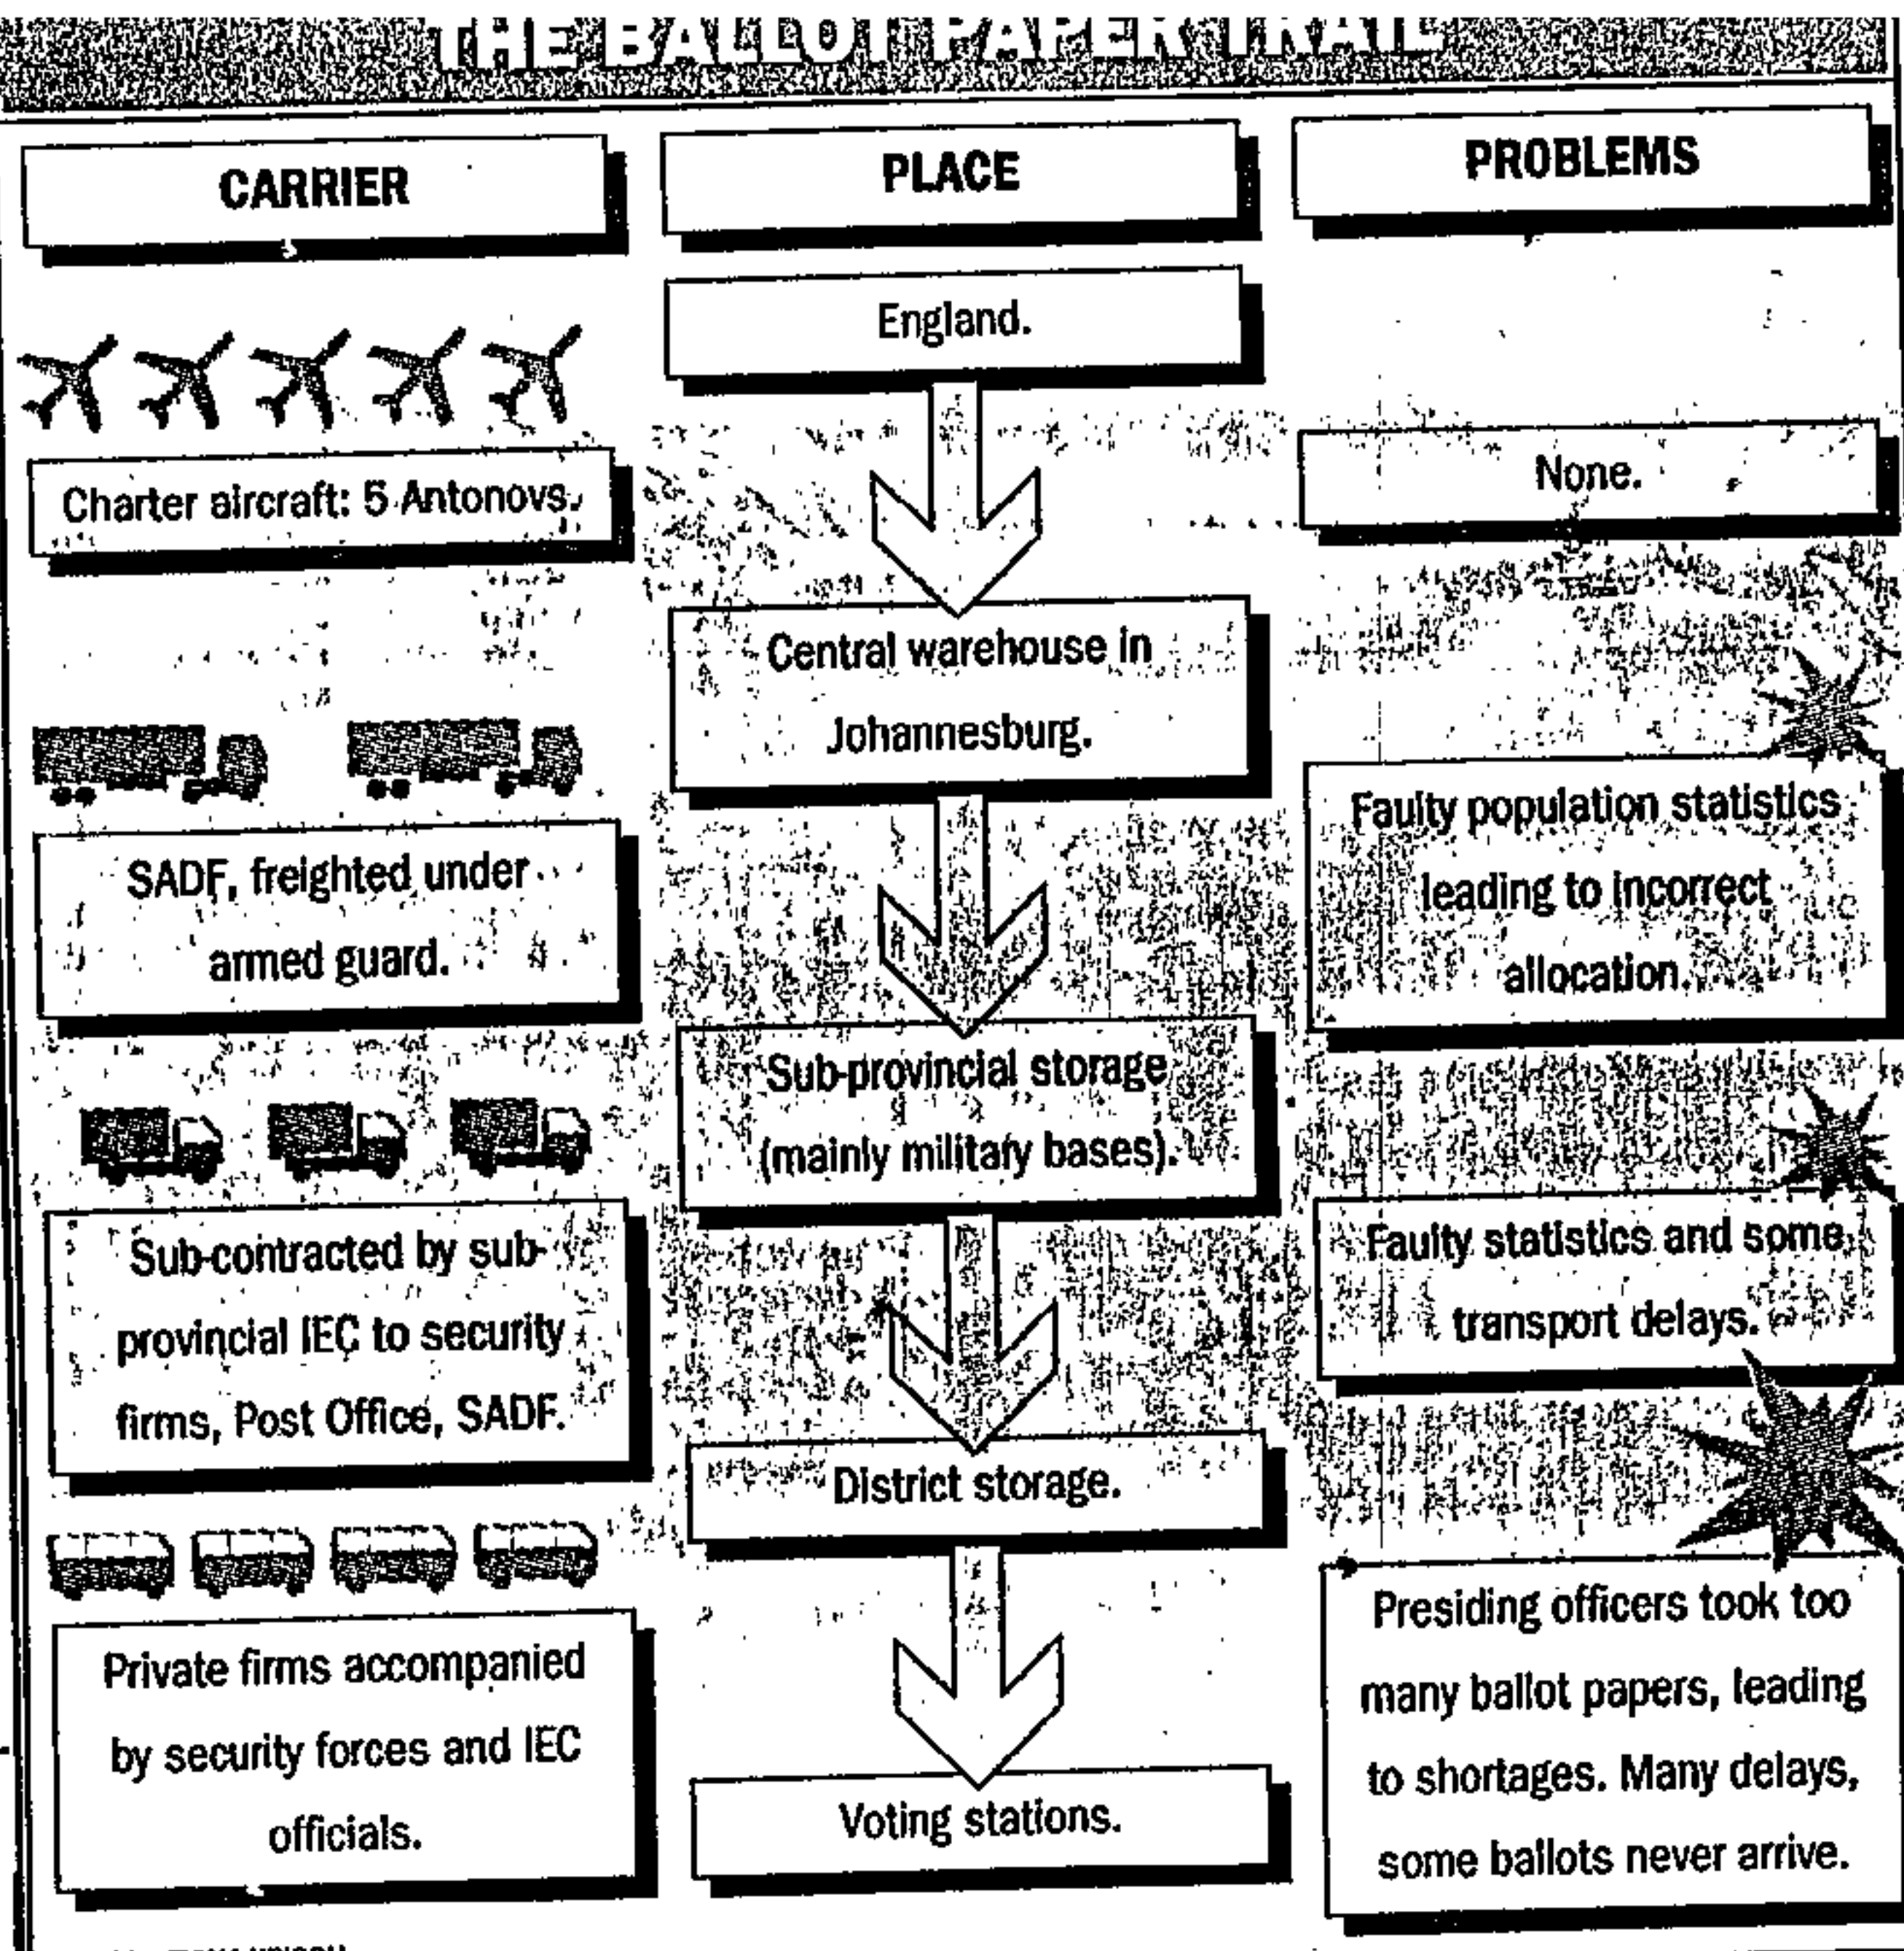 THE BALLOT PAPER TRAIL
CARRIER
PLACE
PROBLEMS
England.
Charter aircraft: 5 Antonovs.
None.
Central warehouse in
Johannesburg.
SADF, freighted under
armed guard.
Faulty population statistics
leading to incorrect
allocation.
Sub-provincial storage
(mainly military bases).
Sub-contracted by sub-
provincial IEC to security
firms, Post Office, SADF.
Faulty statistics and some
transport delays.
District storage.
Private firms accompanied
by security forces and IEC
officials.
Presiding officers took too
many ballot papers, leading
to shortages. Many delays,
some ballots never arrive.
Voting stations.